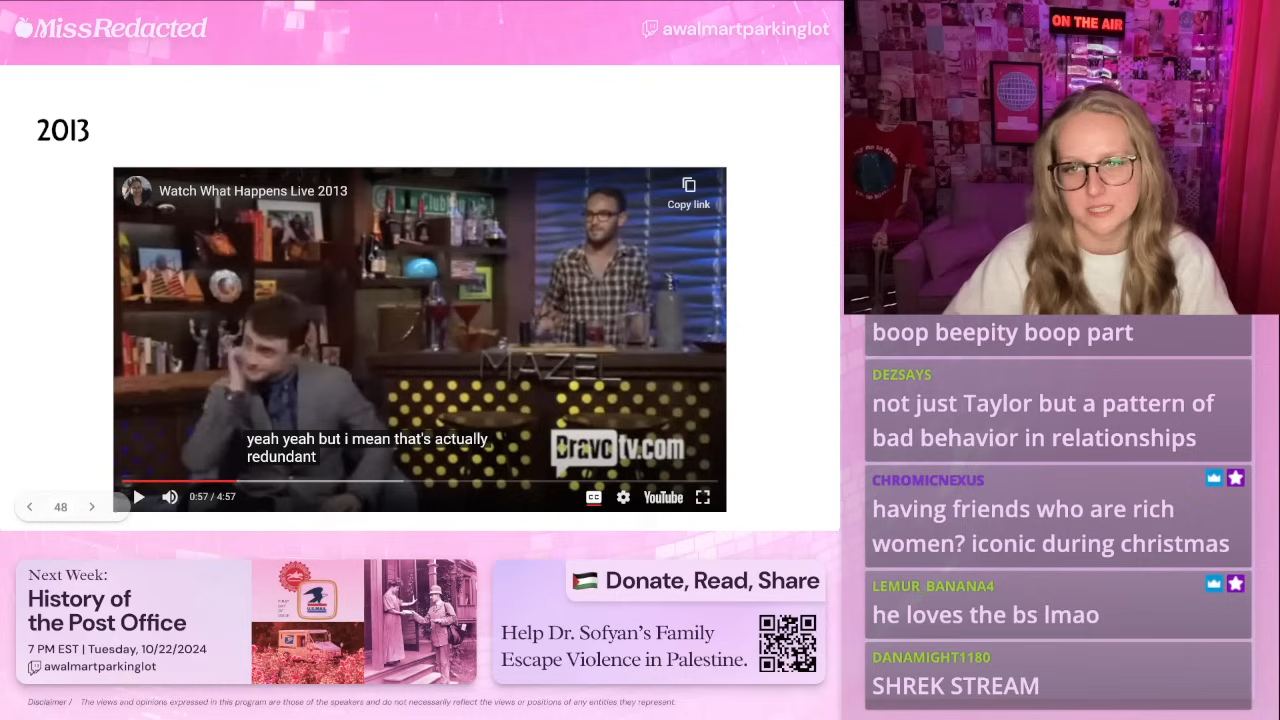 MissRedacted
awalmartparkinglot
ON THE AIR
2013
Watch What Happens Live 2013
Copy link
MAZEL
yeah yeah but i mean that's actually
redundant
Bravotv.com
0:57 / 4:57
CC
YouTube
48
boop beepity boop part
DEZSAYS
not just Taylor but a pattern of
bad behavior in relationships
CHROMICNEXUS
having friends who are rich
women? iconic during christmas
LEMUR_BANANA4
he loves the bs lmao
DANAMIGHT1180
SHREK STREAM
Next Week:
History of
the Post Office
7 PM EST | Tuesday, 10/22/2024
awalmartparkinglot
U.S. MAIL
Donate, Read, Share
Help Dr. Sofyan's Family
Escape Violence in Palestine.
Disclaimer / The views and opinions expressed in this program are those of the speakers and do not necessarily reflect the views or positions of any entities they represent.